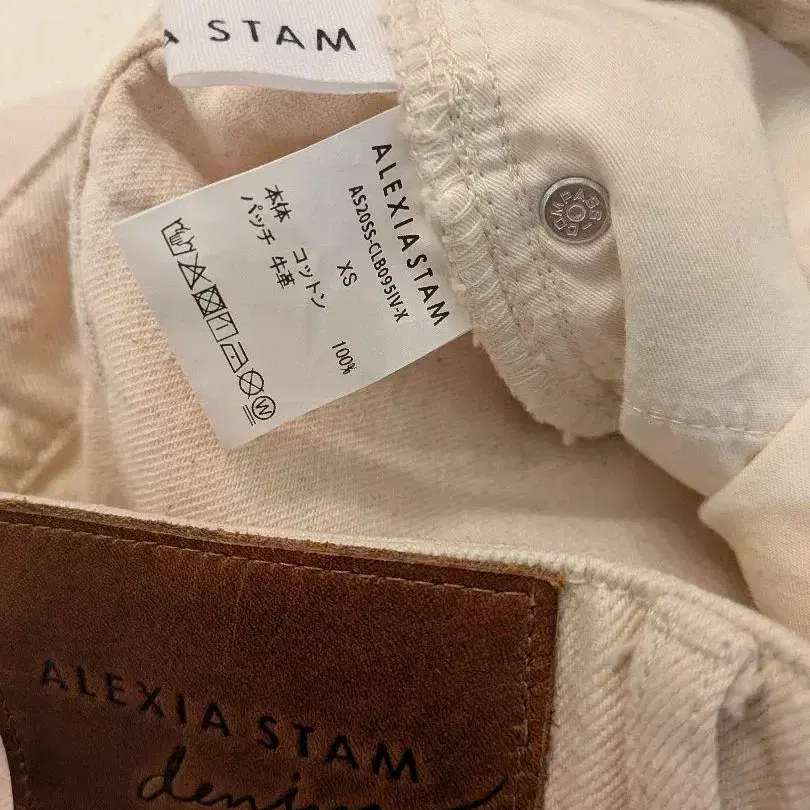 A STAM
ALEXIASTAM
AS20SS-CLB095IV-X
XS
本体 コットン 100%
パッチ 牛革
W
ALEXIA STAM
denim